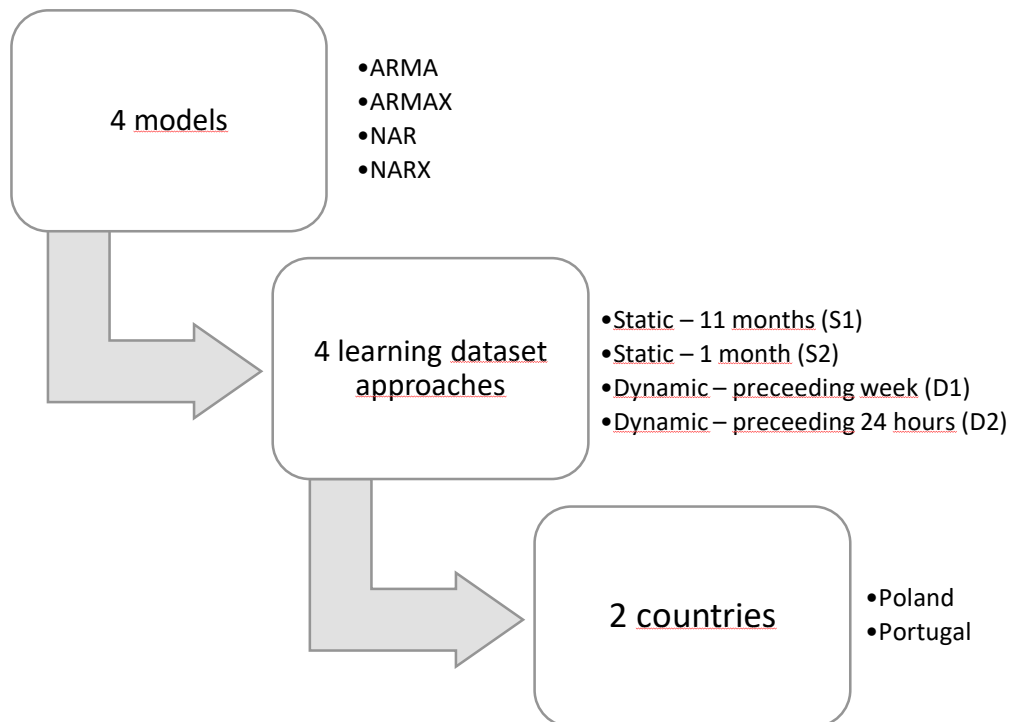 4 models
•ARMA
•ARMAX
•NAR
•NARX
4 learning dataset
approaches
•Static – 11 months (S1)
•Static – 1 month (S2)
•Dynamic – preceeding week (D1)
•Dynamic – preceeding 24 hours (D2)
2 countries
•Poland
•Portugal